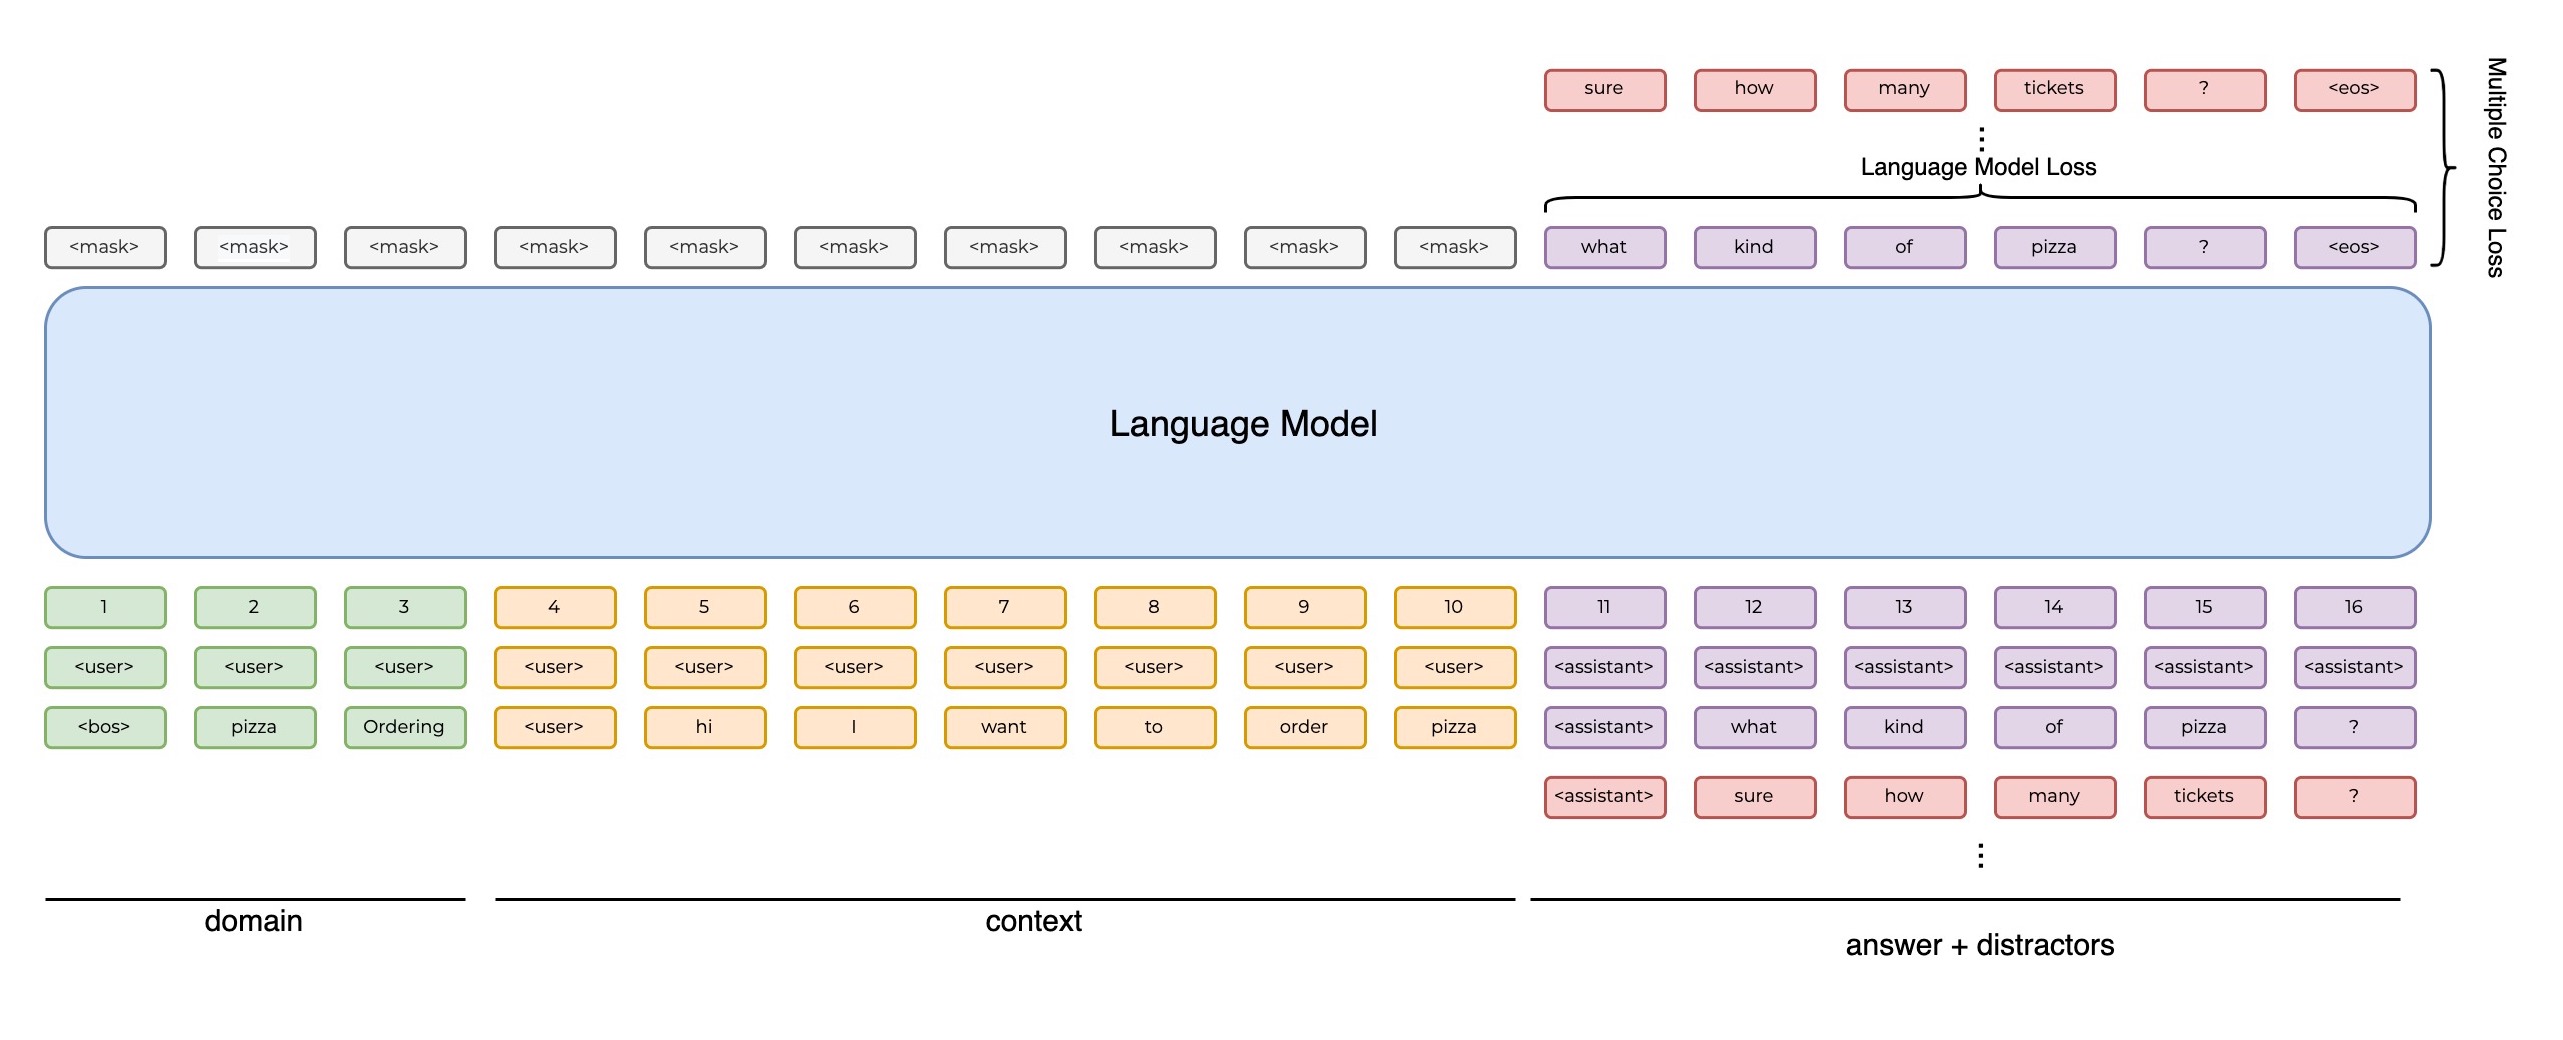 sure how many tickets ? <eos>
Language Model Loss
<mask> <mask> <mask> <mask> <mask> <mask> <mask> <mask> <mask> <mask> what kind of pizza ? <eos>
Multiple Choice Loss
Language Model
1 2 3 4 5 6 7 8 9 10 11 12 13 14 15 16
<user> <user> <user> <user> <user> <user> <user> <user> <user> <user> <assistant> <assistant> <assistant> <assistant> <assistant> <assistant>
<bos> pizza Ordering <user> hi I want to order pizza <assistant> what kind of pizza ?
<assistant> sure how many tickets ?
domain context
answer + distractors